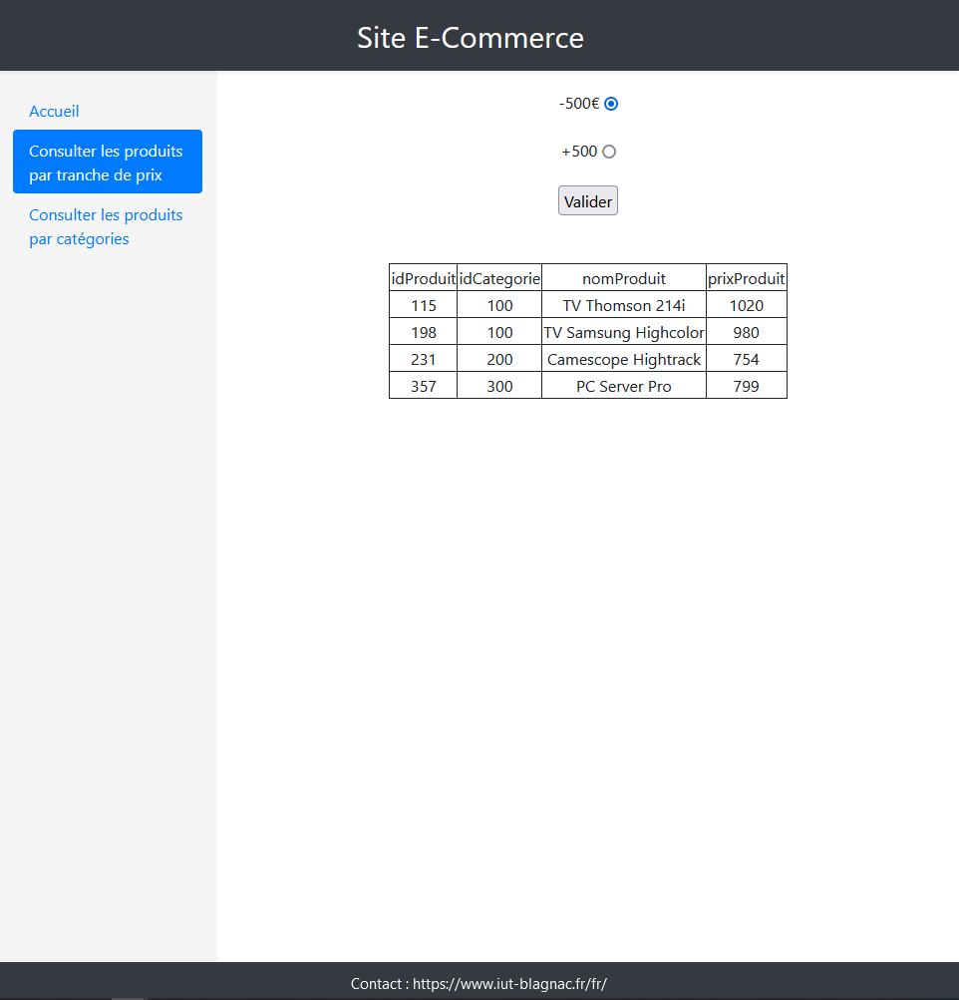 Site E-Commerce
Accueil
Consulter les produits
par tranche de prix
Consulter les produits
par catégories
-500€
+500
Valider
idProduit idCategorie nomProduit prixProduit
115 100 TV Thomson 214i 1020
198 100 TV Samsung Highcolor 980
231 200 Camescope Hightrack 754
357 300 PC Server Pro 799
Contact : https://www.iut-blagnac.fr/fr/